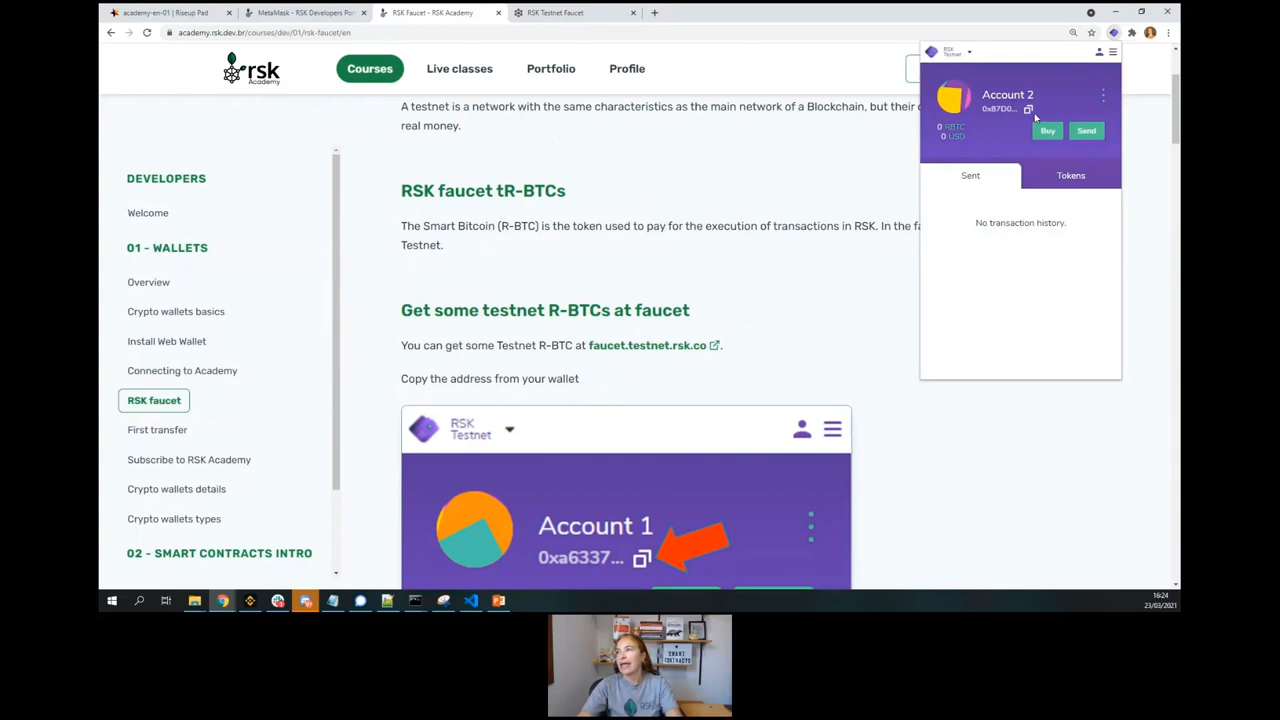 academy-en-01 | Riseup Pad
MetaMask - RSK Developers Por
RSK Faucet - RSK Academy
RSK Testnet Faucet
academy.rsk.dev.br/courses/dev/01/rsk-faucet/en
rsk
Academy
Courses
Live classes
Portfolio
Profile
A testnet is a network with the same characteristics as the main network of a Blockchain, but their c
real money.
RSK faucet tR-BTCs
The Smart Bitcoin (R-BTC) is the token used to pay for the execution of transactions in RSK. In the fa
Testnet.
Get some testnet R-BTCs at faucet
You can get some Testnet R-BTC at faucet.testnet.rsk.co.
Copy the address from your wallet
RSK
Testnet
Account 1
0xa6337...
DEVELOPERS
Welcome
01 - WALLETS
Overview
Crypto wallets basics
Install Web Wallet
Connecting to Academy
RSK faucet
First transfer
Subscribe to RSK Academy
Crypto wallets details
Crypto wallets types
02 - SMART CONTRACTS INTRO
RSK
Testnet
Account 2
0x87D0...
0 RBTC
0 USD
Buy
Send
Sent
Tokens
No transaction history.
16:24
23/03/2021
SMART
CONTRACTS
RSK